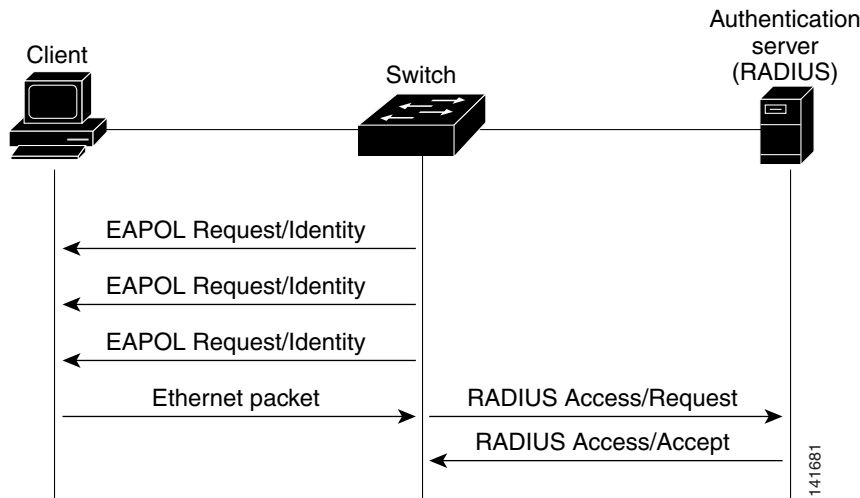 Client
Switch
Authentication
server
(RADIUS)
EAPOL Request/Identity
EAPOL Request/Identity
EAPOL Request/Identity
Ethernet packet
RADIUS Access/Request
RADIUS Access/Accept
141681